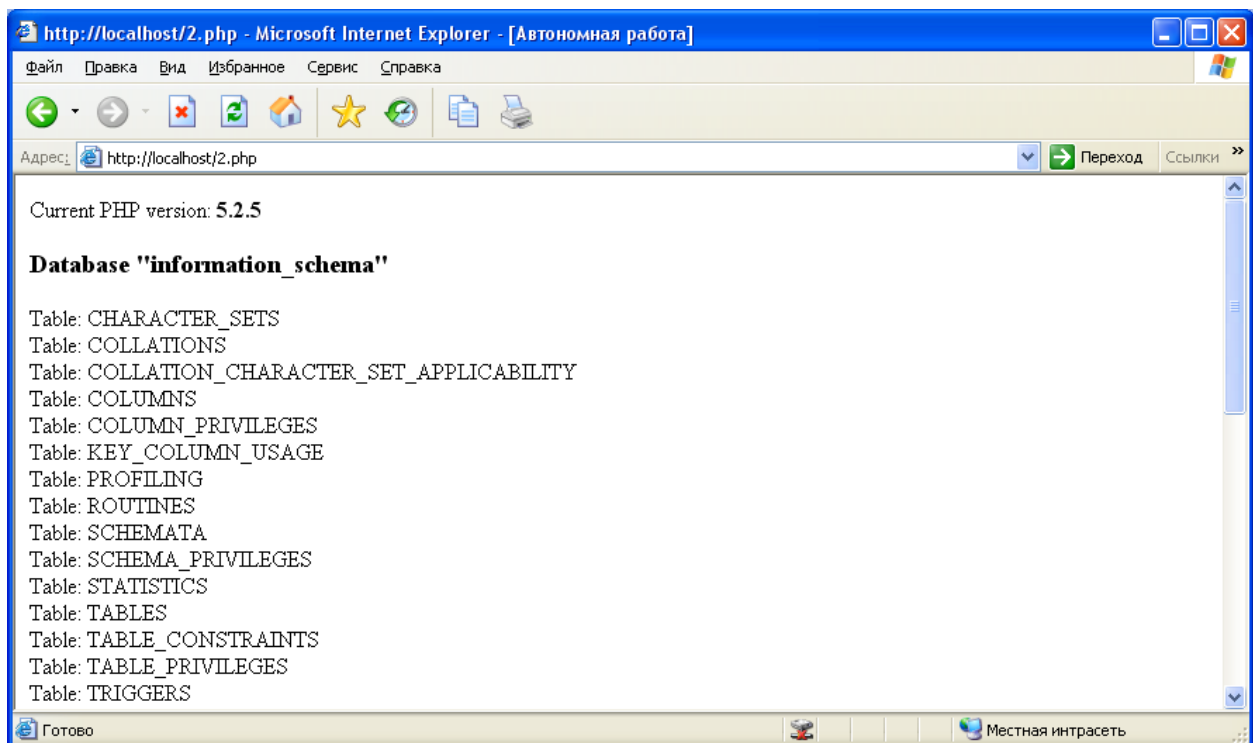 http://localhost/2.php - Microsoft Internet Explorer - [Автономная работа]
Файл Правка Вид Избранное Сервис Справка
Адрес: http://localhost/2.php Переход Ссылки »
Current PHP version: 5.2.5
Database "information_schema"
Table: CHARACTER_SETS
Table: COLLATIONS
Table: COLLATION_CHARACTER_SET_APPLICABILITY
Table: COLUMNS
Table: COLUMN_PRIVILEGES
Table: KEY_COLUMN_USAGE
Table: PROFILING
Table: ROUTINES
Table: SCHEMATA
Table: SCHEMA_PRIVILEGES
Table: STATISTICS
Table: TABLES
Table: TABLE_CONSTRAINTS
Table: TABLE_PRIVILEGES
Table: TRIGGERS
Готово Местная интрасеть